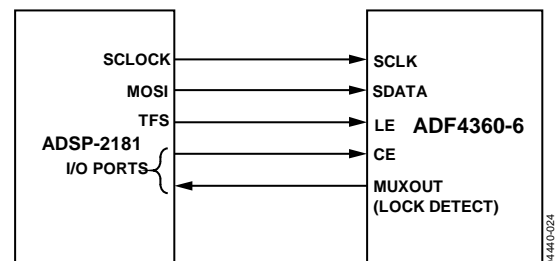 SCLOCK
MOSI
TFS
ADSP-2181
I/O PORTS
SCLK
SDATA
LE ADF4360-6
CE
MUXOUT
(LOCK DETECT)
04440-024